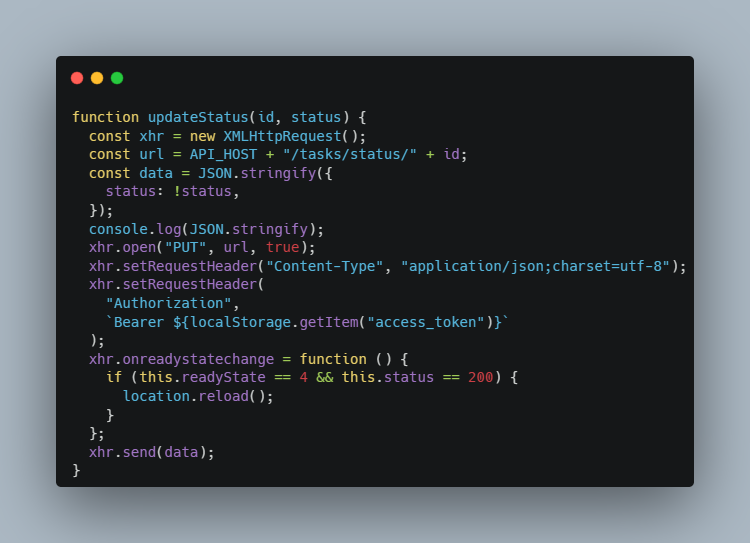 function updateStatus(id, status) {
  const xhr = new XMLHttpRequest();
  const url = API_HOST + "/tasks/status/" + id;
  const data = JSON.stringify({
    status: !status,
  });
  console.log(JSON.stringify);
  xhr.open("PUT", url, true);
  xhr.setRequestHeader("Content-Type", "application/json;charset=utf-8");
  xhr.setRequestHeader(
    "Authorization",
    `Bearer ${localStorage.getItem("access_token")}`
  );
  xhr.onreadystatechange = function () {
    if (this.readyState == 4 && this.status == 200) {
      location.reload();
    }
  };
  xhr.send(data);
}